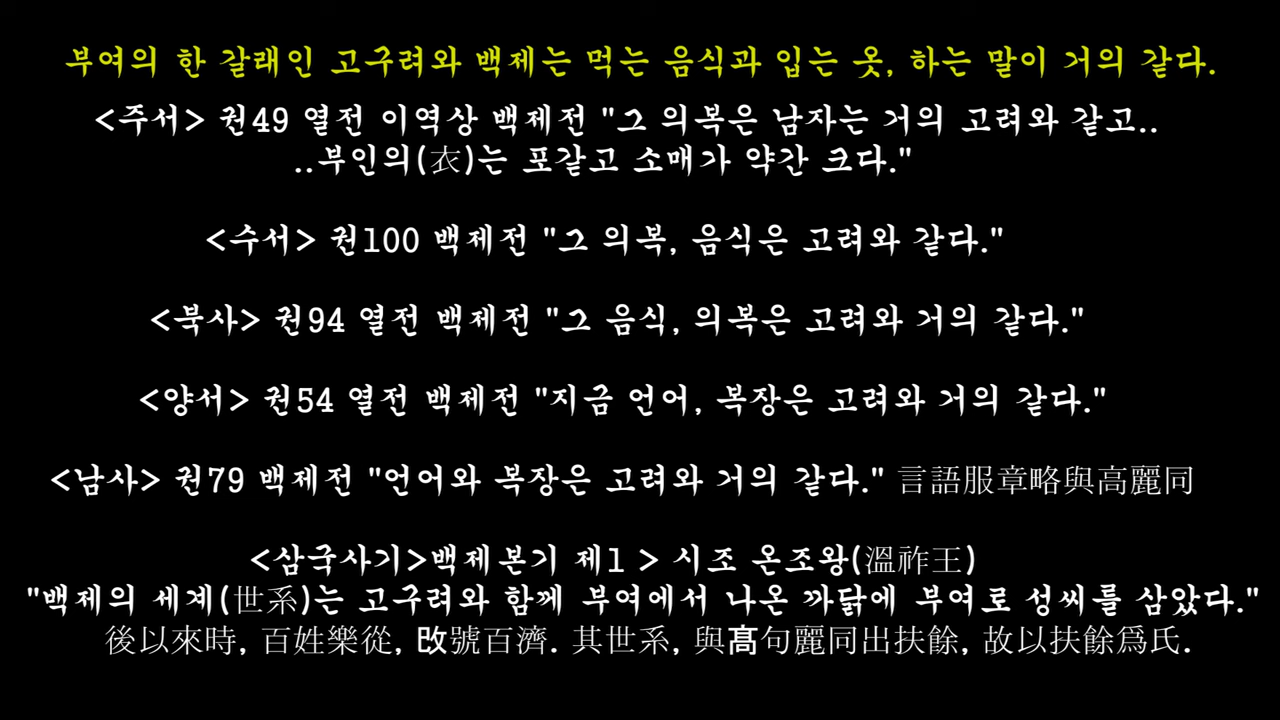 부여의 한 갈래인 고구려와 백제는 먹는 음식과 입는 옷, 하는 말이 거의 같다.
<주서> 권49 열전 이역상 백제전 "그 의복은 남자는 거의 고려와 같고..
..부인의(衣)는 포같고 소매가 약간 크다."
<수서> 권100 백제전 "그 의복, 음식은 고려와 같다."
<북사> 권94 열전 백제전 "그 음식, 의복은 고려와 거의 같다."
<양서> 권54 열전 백제전 "지금 언어, 복장은 고려와 거의 같다."
<남사> 권79 백제전 "언어와 복장은 고려와 거의 같다." 言語服章略與高麗同
<삼국사기>백제본기 제1 > 시조 온조왕(溫祚王)
"백제의 세계(世系)는 고구려와 함께 부여에서 나온 까닭에 부여로 성씨를 삼았다."
後以來時, 百姓樂從, 改號百濟. 其世系, 與髙句麗同出扶餘, 故以扶餘爲氏.